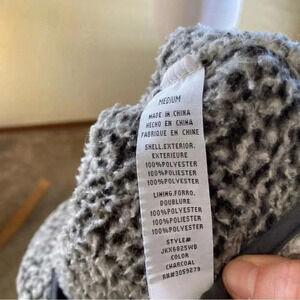 MEDIUM
MADE IN CHINA
HECHO EN CHINA
FABRIQUE EN CHINE
SHELL.EXTERIOR.
EXTERIEURE
100%POLYESTER
100%POLIESTER
100%POLYESTER
LINING.FORRO.
DOUBLURE
100%POLYESTER
100%POLIESTER
100%POLYESTER
STYLE#
JKX6825WB
COLOR
CHARCOAL
RN#3059279